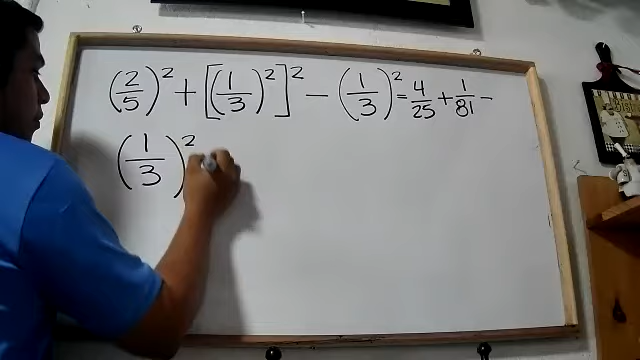 (2/5)² + [(1/3)²]² − (1/3)² = 4/25 + 1/81 −
(1/3)²